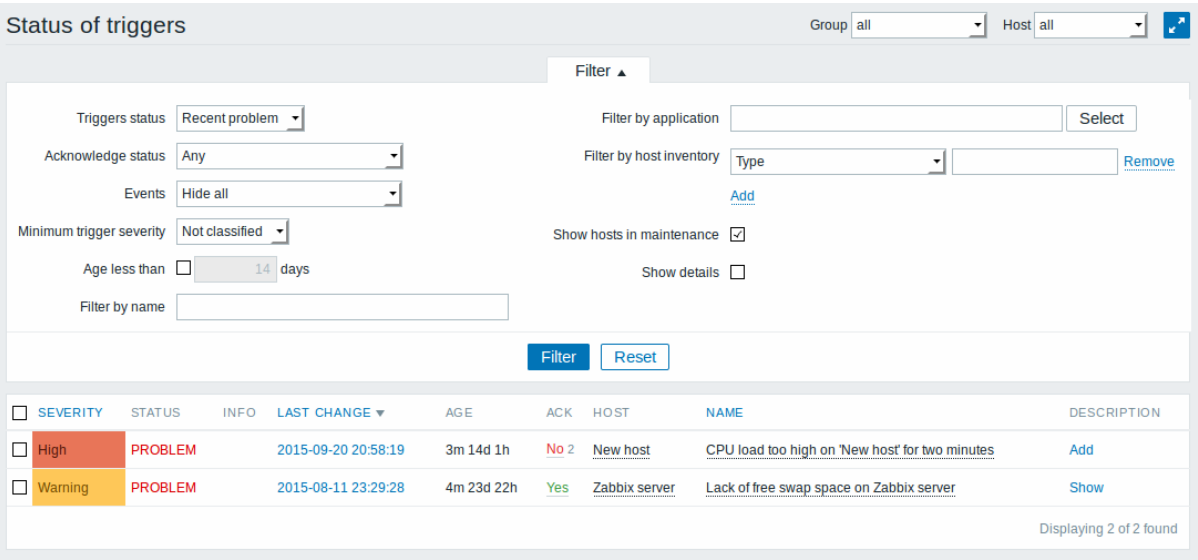 Status of triggers Group all Host all
Filter ▲
Triggers status Recent problem Filter by application Select
Acknowledge status Any Filter by host inventory Type Remove
Events Hide all Add
Minimum trigger severity Not classified Show hosts in maintenance
Age less than 14 days Show details
Filter by name
Filter Reset
SEVERITY STATUS INFO LAST CHANGE ▼ AGE ACK HOST NAME DESCRIPTION
High PROBLEM 2015-09-20 20:58:19 3m 14d 1h No 2 New host CPU load too high on 'New host' for two minutes Add
Warning PROBLEM 2015-08-11 23:29:28 4m 23d 22h Yes Zabbix server Lack of free swap space on Zabbix server Show
Displaying 2 of 2 found